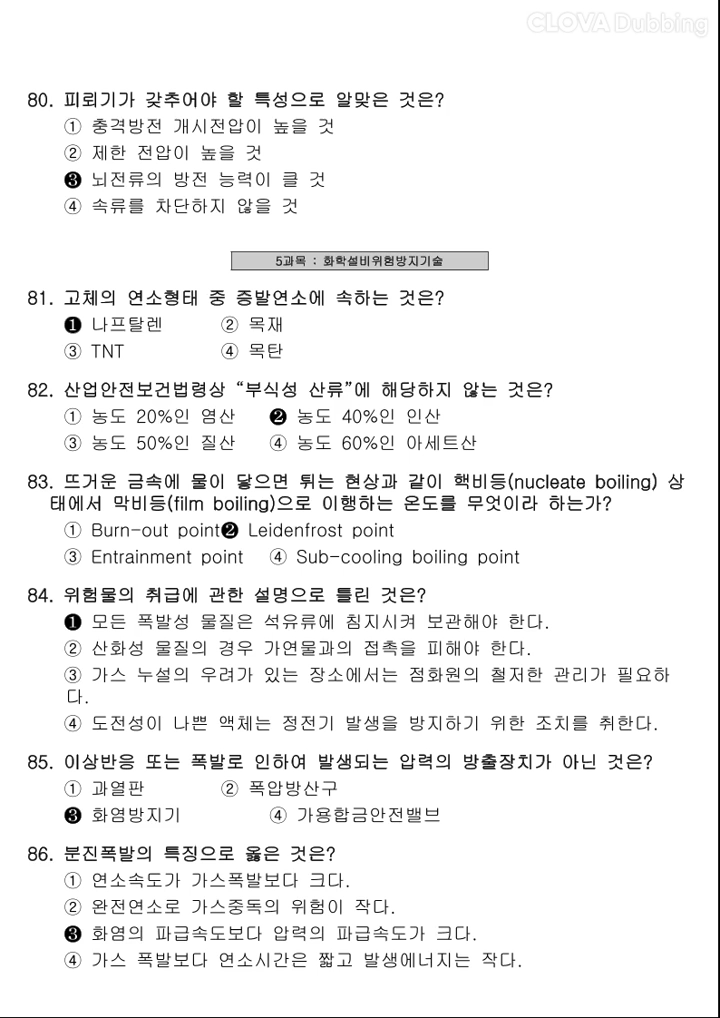 CLOVA Dubbing
80. 피뢰기가 갖추어야 할 특성으로 알맞은 것은?
① 충격방전 개시전압이 높을 것
② 제한 전압이 높을 것
❸ 뇌전류의 방전 능력이 클 것
④ 속류를 차단하지 않을 것
5과목 : 화학설비위험방지기술
81. 고체의 연소형태 중 증발연소에 속하는 것은?
❶ 나프탈렌 ② 목재
③ TNT ④ 목탄
82. 산업안전보건법령상 “부식성 산류”에 해당하지 않는 것은?
① 농도 20%인 염산 ❷ 농도 40%인 인산
③ 농도 50%인 질산 ④ 농도 60%인 아세트산
83. 뜨거운 금속에 물이 닿으면 튀는 현상과 같이 핵비등(nucleate boiling) 상
태에서 막비등(film boiling)으로 이행하는 온도를 무엇이라 하는가?
① Burn-out point❷ Leidenfrost point
③ Entrainment point ④ Sub-cooling boiling point
84. 위험물의 취급에 관한 설명으로 틀린 것은?
❶ 모든 폭발성 물질은 석유류에 침지시켜 보관해야 한다.
② 산화성 물질의 경우 가연물과의 접촉을 피해야 한다.
③ 가스 누설의 우려가 있는 장소에서는 점화원의 철저한 관리가 필요하
다.
④ 도전성이 나쁜 액체는 정전기 발생을 방지하기 위한 조치를 취한다.
85. 이상반응 또는 폭발로 인하여 발생되는 압력의 방출장치가 아닌 것은?
① 과열판 ② 폭압방산구
❸ 화염방지기 ④ 가용합금안전밸브
86. 분진폭발의 특징으로 옳은 것은?
① 연소속도가 가스폭발보다 크다.
② 완전연소로 가스중독의 위험이 작다.
❸ 화염의 파급속도보다 압력의 파급속도가 크다.
④ 가스 폭발보다 연소시간은 짧고 발생에너지는 작다.